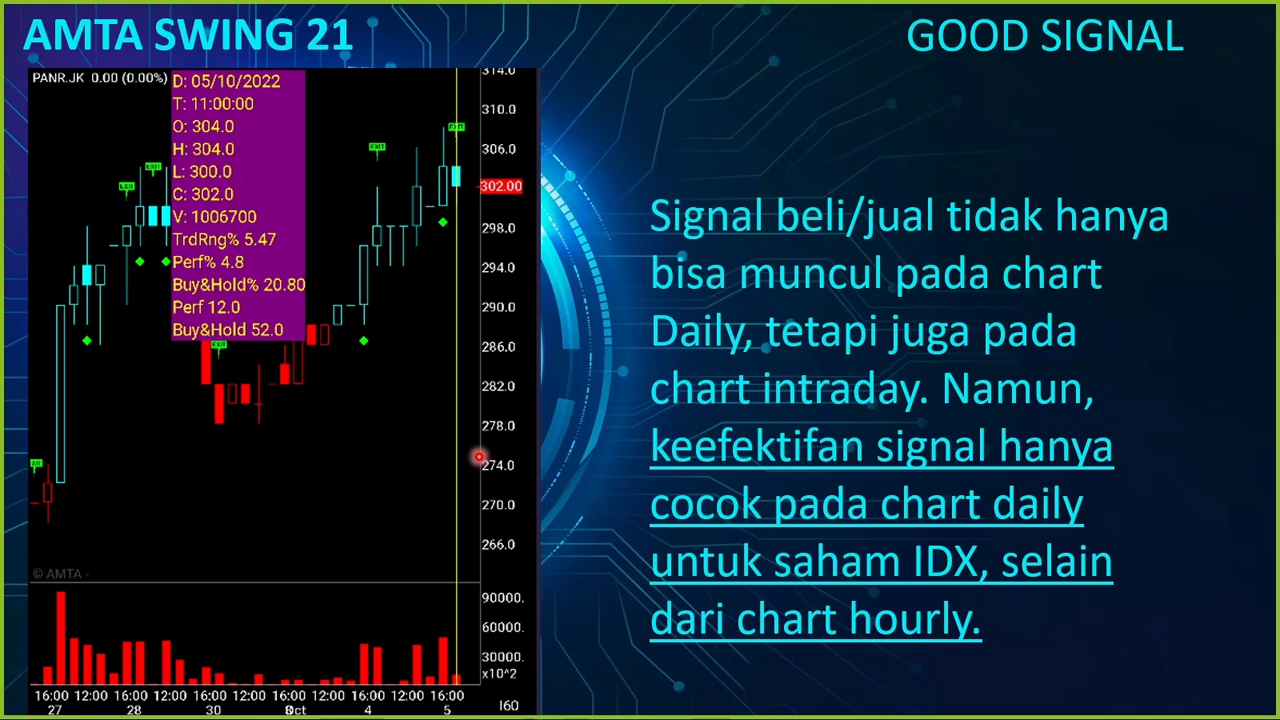 AMTA SWING 21
GOOD SIGNAL
PANR.JK 0.00 (0.00%)
D: 05/10/2022
T: 11:00:00
O: 304.0
H: 304.0
L: 300.0
C: 302.0
V: 1006700
TrdRng% 5.47
Perf% 4.8
Buy&Hold% 20.80
Perf 12.0
Buy&Hold 52.0
EXIT
EXIT
EXIT
EXIT
EXIT
314.0
310.0
306.0
302.00
298.0
294.0
290.0
286.0
282.0
278.0
274.0
270.0
266.0
© AMTA -
90000.
60000.
30000.
x10^2
16:00 12:00 16:00 12:00 16:00 12:00 16:00 12:00 16:00 12:00 16:00
27 28 30 Oct 4 5
I60
Signal beli/jual tidak hanya
bisa muncul pada chart
Daily, tetapi juga pada
chart intraday. Namun,
keefektifan signal hanya
cocok pada chart daily
untuk saham IDX, selain
dari chart hourly.